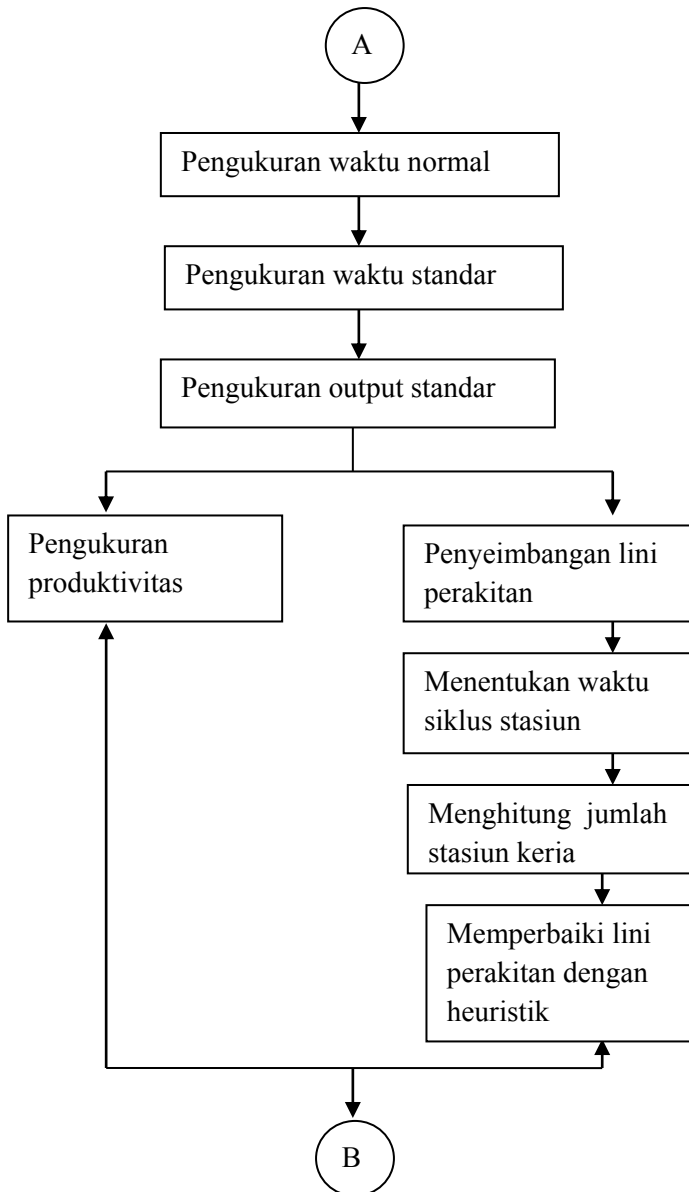 A
Pengukuran waktu normal
Pengukuran waktu standar
Pengukuran output standar
Pengukuran
produktivitas
Penyeimbangan lini
perakitan
Menentukan waktu
siklus stasiun
Menghitung jumlah
stasiun kerja
Memperbaiki lini
perakitan dengan
heuristik
B